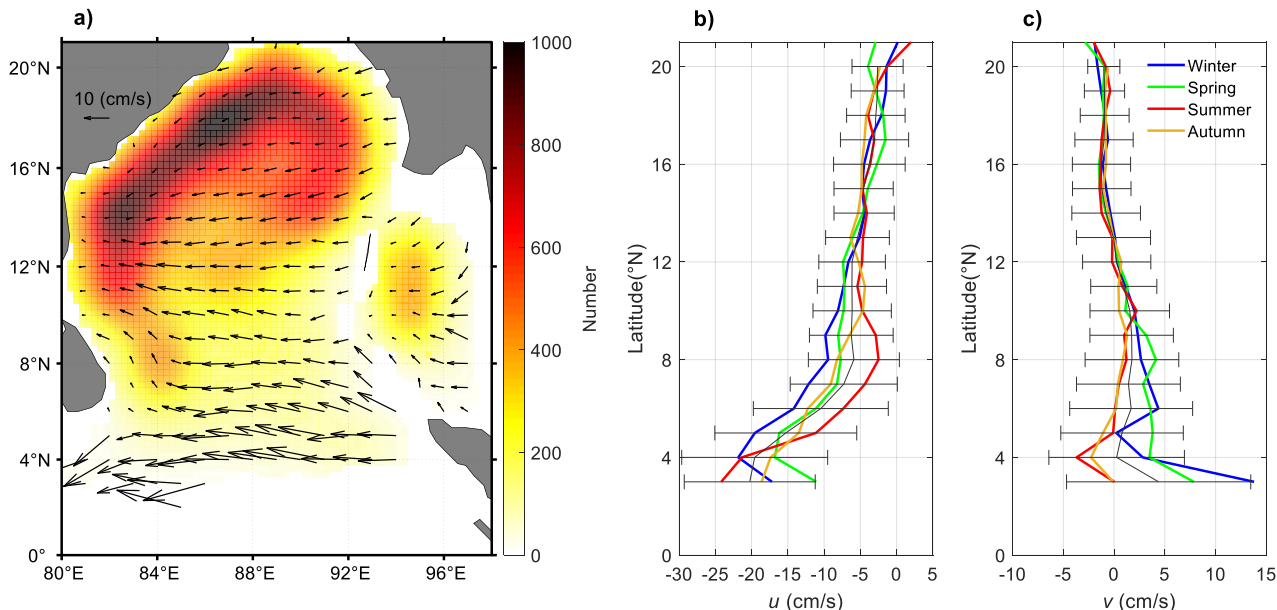 a)
20°N
16°N
12°N
8°N
4°N
0°
80°E
84°E
88°E
92°E
96°E
10 (cm/s)
1000
800
600
400
200
0
Number
b)
20
16
12
8
4
0
Latitude(°N)
-30
-25
-20
-15
-10
-5
0
5
u (cm/s)
c)
20
16
12
8
4
0
Latitude(°N)
-10
-5
0
5
10
15
v (cm/s)
Winter
Spring
Summer
Autumn